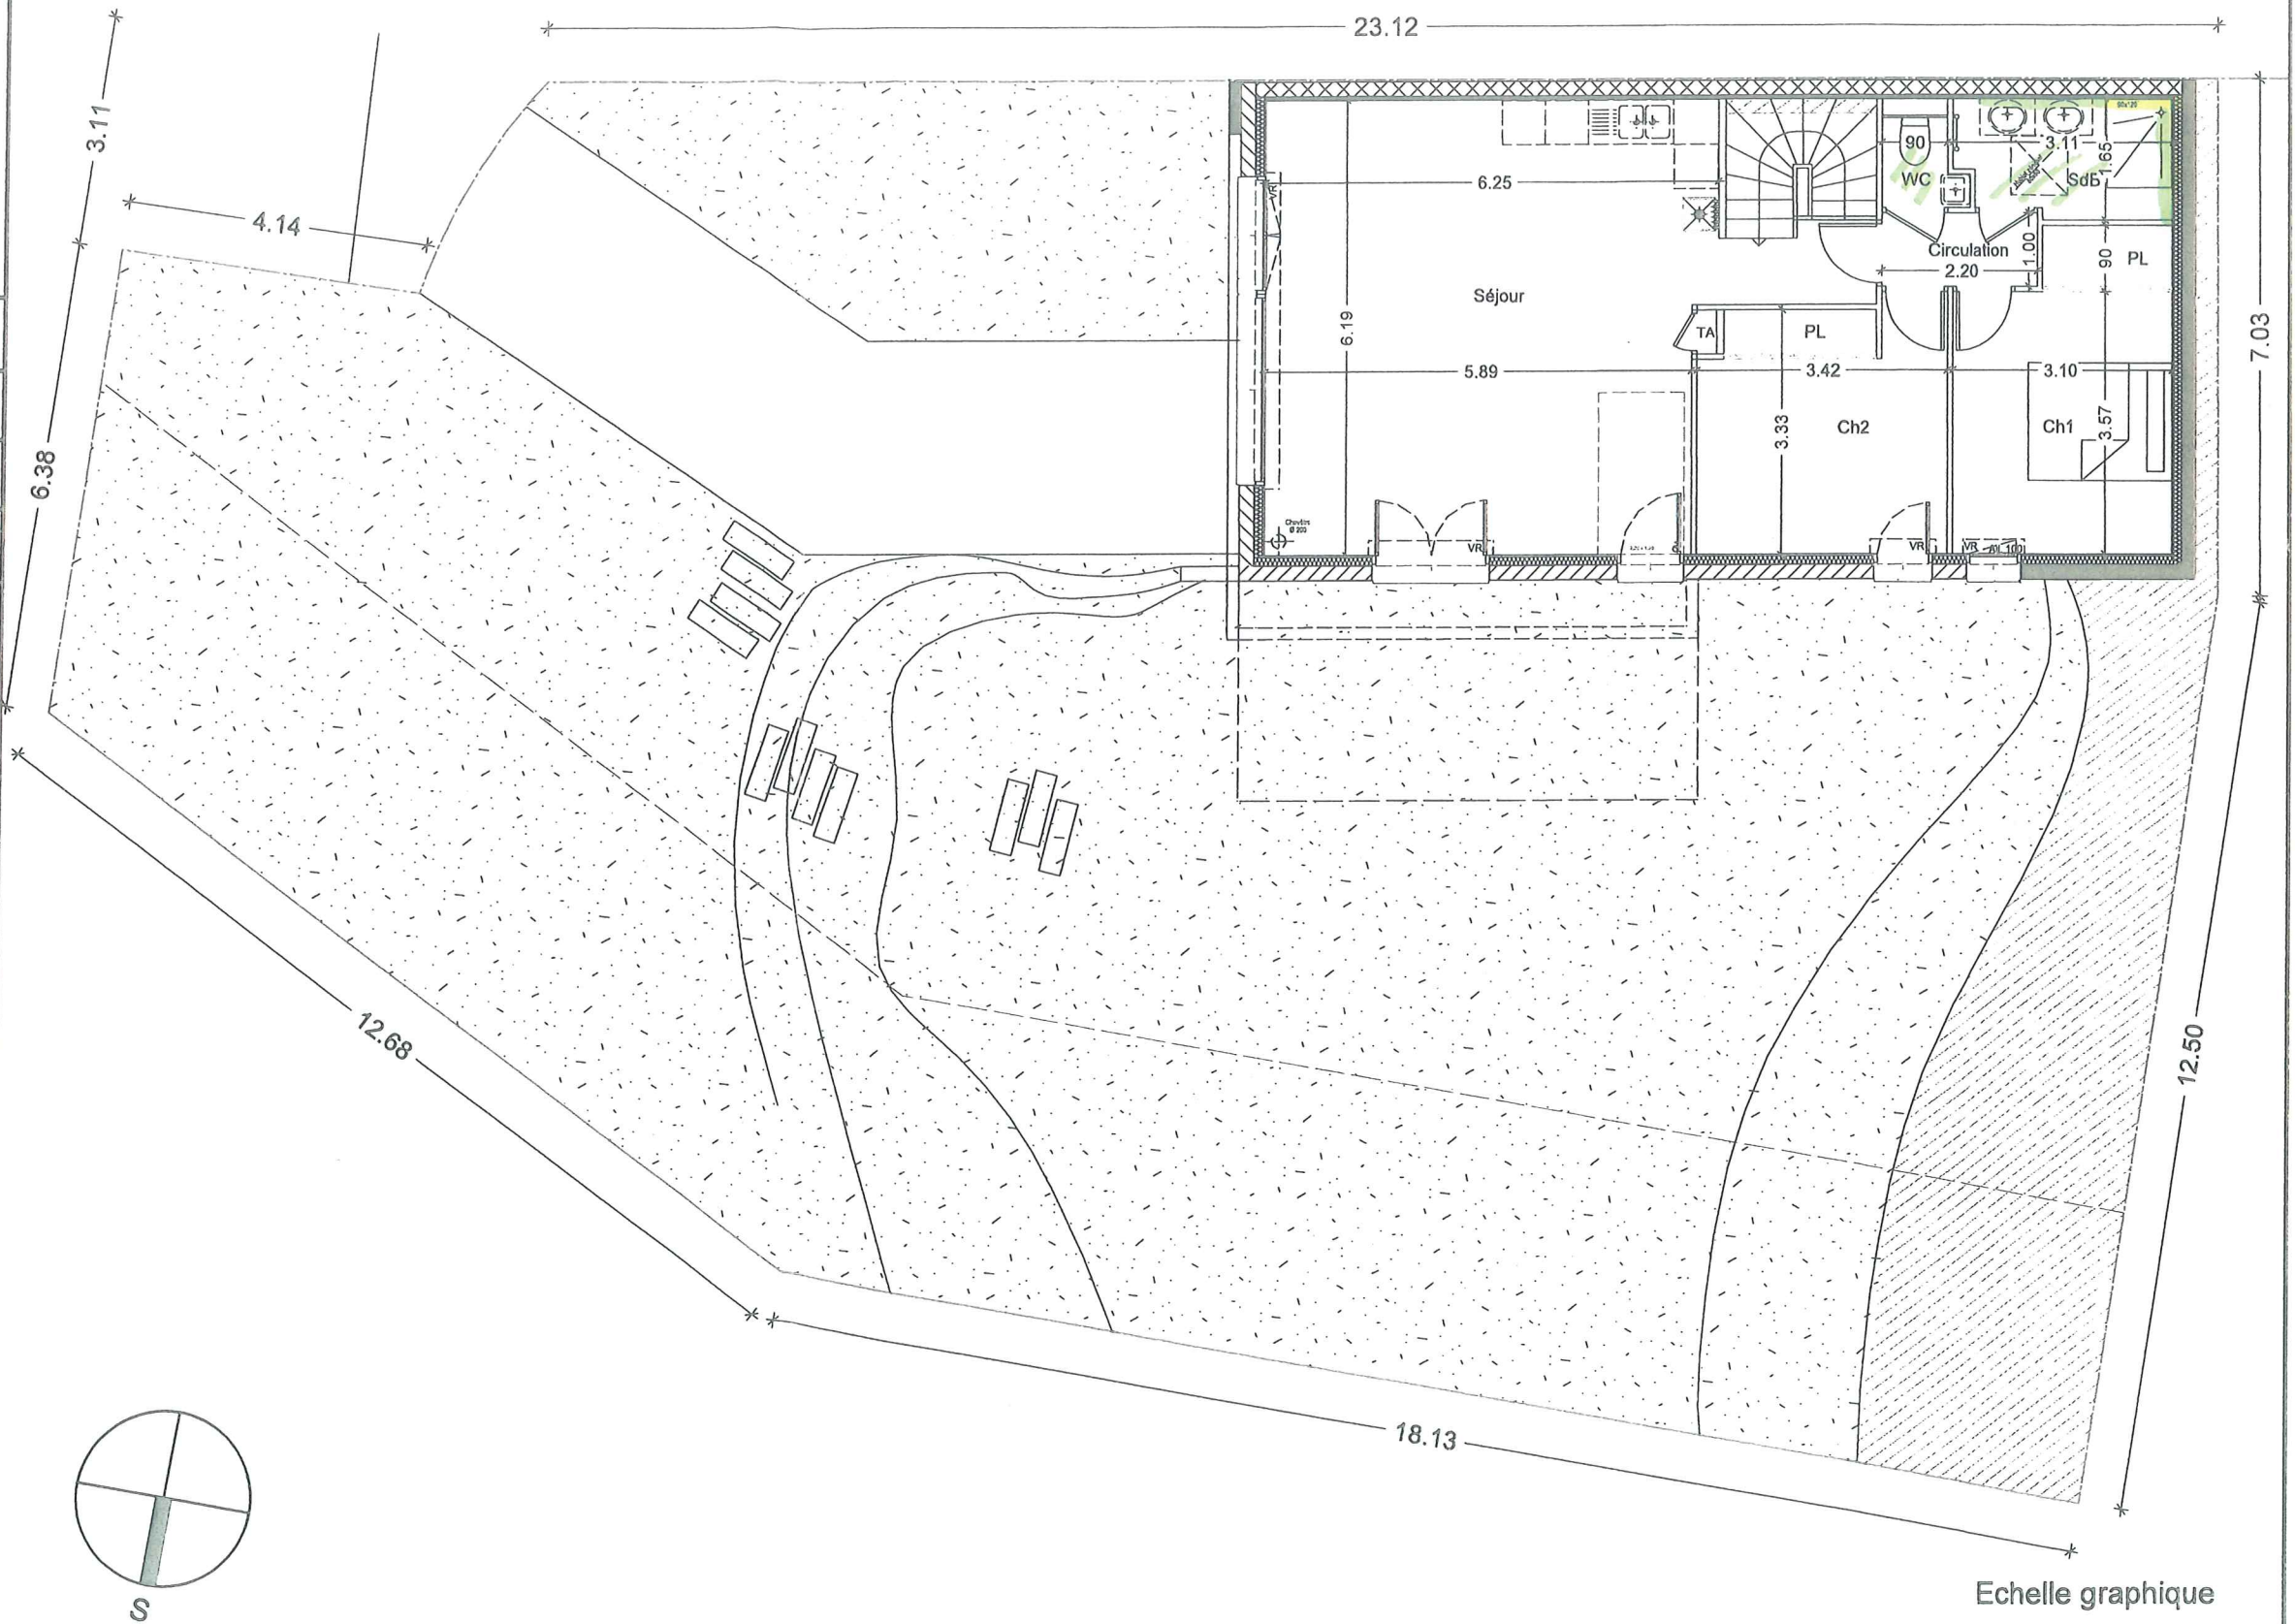 23.12
3.11
4.14
6.38
7.03
90
3.11
1.65
WC
SdB
6.25
VR
Circulation
2.20
1.00
90
PL
Séjour
6.19
TA
PL
5.89
3.42
3.10
3.33
Ch2
Ch1
3.57
VR
VR
VR
12.68
12.50
18.13
S
Echelle graphique